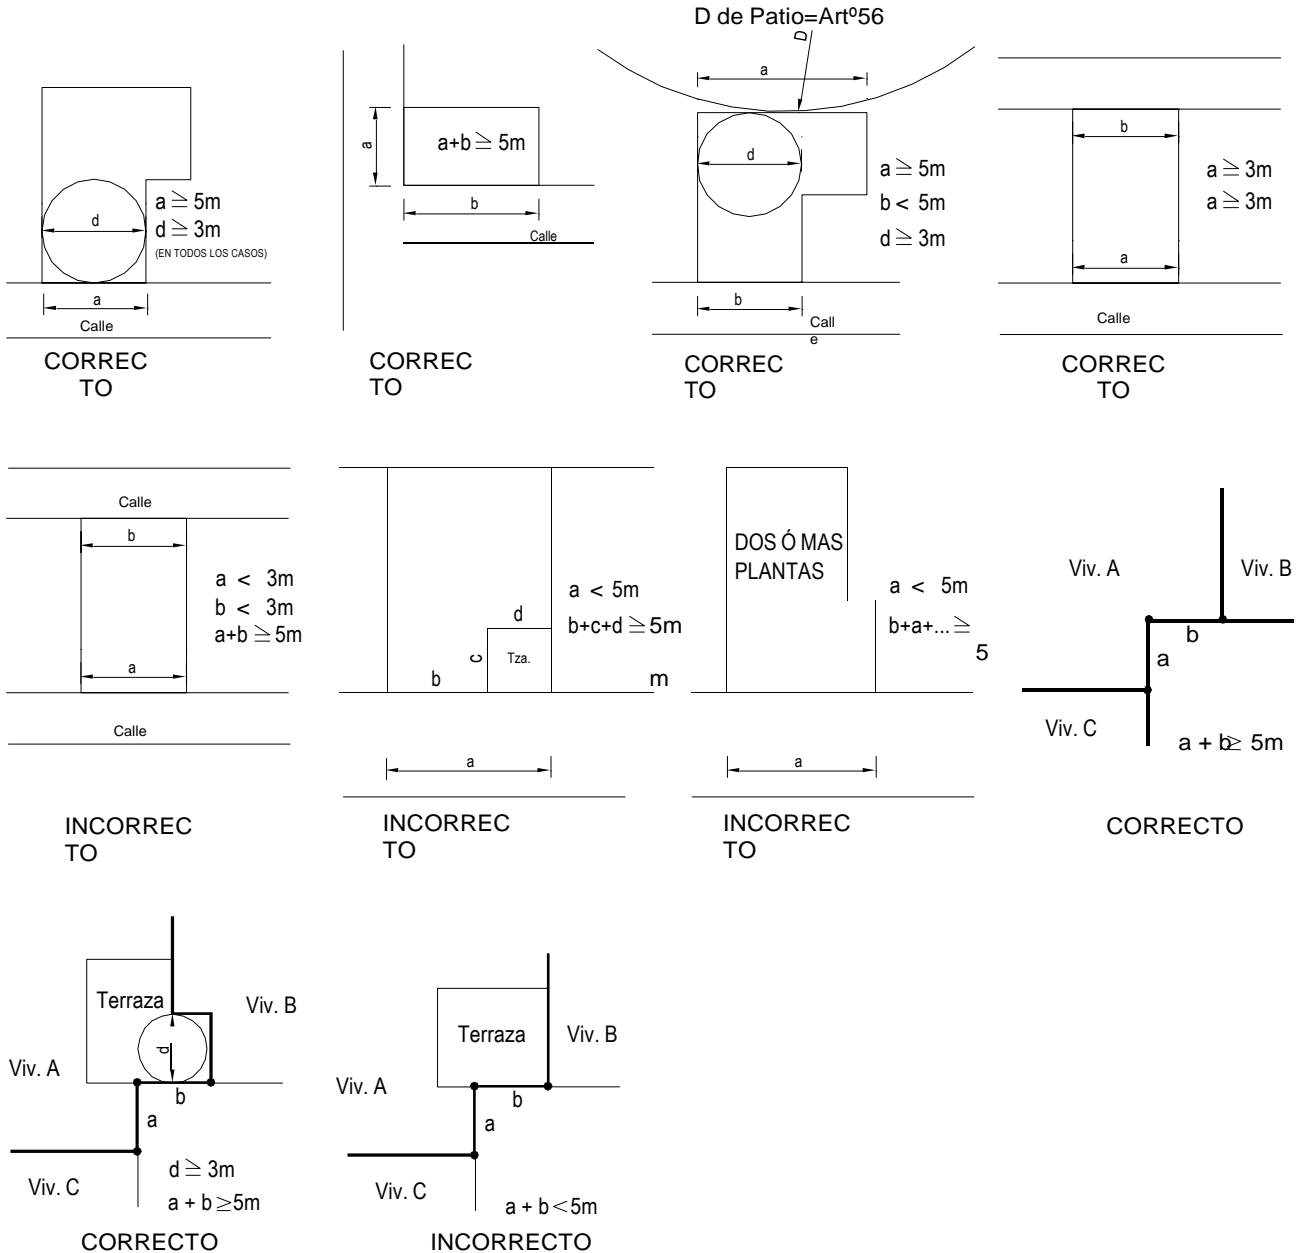 D de Patio=Artº56
D
a
d
a ≥ 5m
d ≥ 3m
(EN TODOS LOS CASOS)
a
Calle
CORREC
TO
a
a+b ≥ 5m
b
Calle
CORREC
TO
d
a ≥ 5m
b < 5m
d ≥ 3m
b
Call
e
CORREC
TO
b
a ≥ 3m
a ≥ 3m
a
Calle
CORREC
TO
Calle
b
a < 3m
b < 3m
a+b ≥ 5m
a
Calle
INCORREC
TO
a < 5m
d
b+c+d ≥ 5m
c
Tza.
b
m
a
INCORREC
TO
DOS Ó MAS
PLANTAS
a < 5m
b+a+... ≥
5
a
INCORREC
TO
Viv. A
Viv. B
b
a
Viv. C
a + b ≥ 5m
CORRECTO
Terraza
Viv. B
d
Viv. A
b
a
d ≥ 3m
Viv. C
a + b ≥5m
CORRECTO
Terraza
Viv. B
Viv. A
b
a
Viv. C
a + b <5m
INCORRECTO